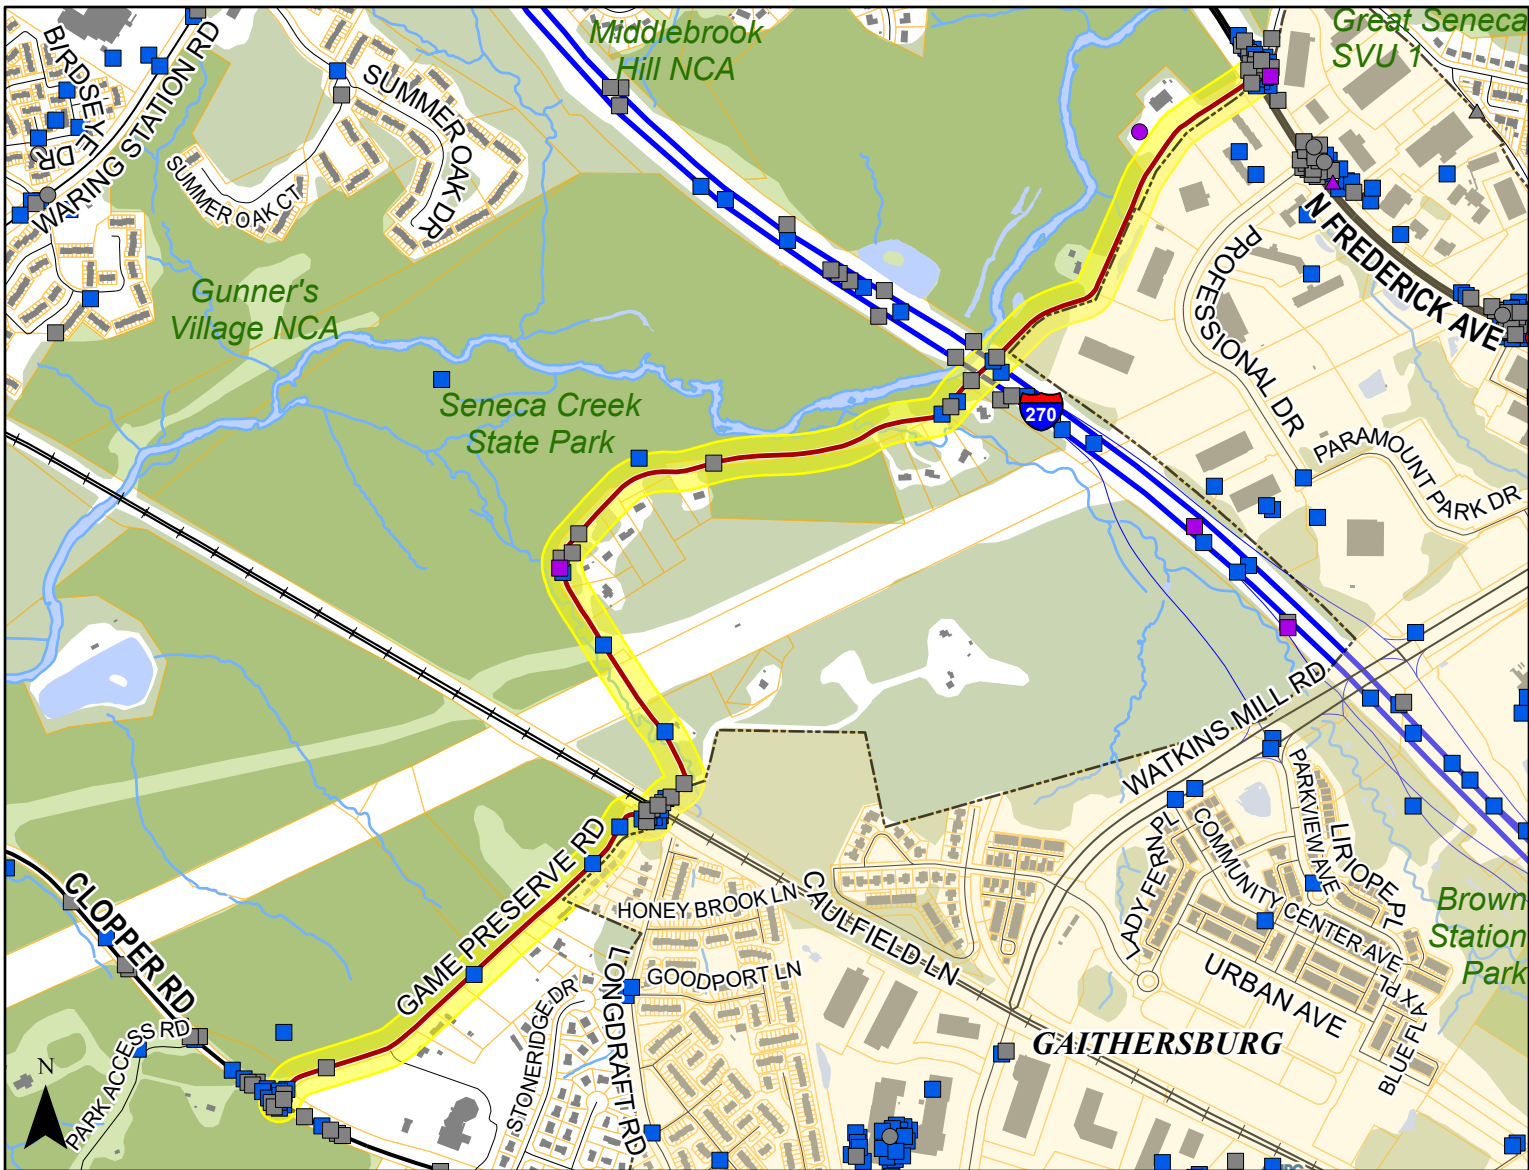 Middlebrook
Hill NCA
Great Seneca
SVU 1
BIRDSEYE DR
WARING STATION RD
SUMMER OAK DR
SUMMER OAK CT
Gunner's
Village NCA
N FREDERICK AVE
PROFESSIONAL DR
Seneca Creek
State Park
270
PARAMOUNT PARK DR
WATKINS MILL RD
PARKVIEW AVE
LIRIOPE PL
LADY FERN PL
COMMUNITY CENTER AVE
CLOPPER RD
GAME PRESERVE RD
HONEY BROOK LN
CAULFIELD LN
Brown
Station
Park
GOODPORT LN
LONGDRAFT RD
STONERIDGE DR
URBAN AVE
BLUE FLAX PL
GAITHERSBURG
PARK ACCESS RD
N